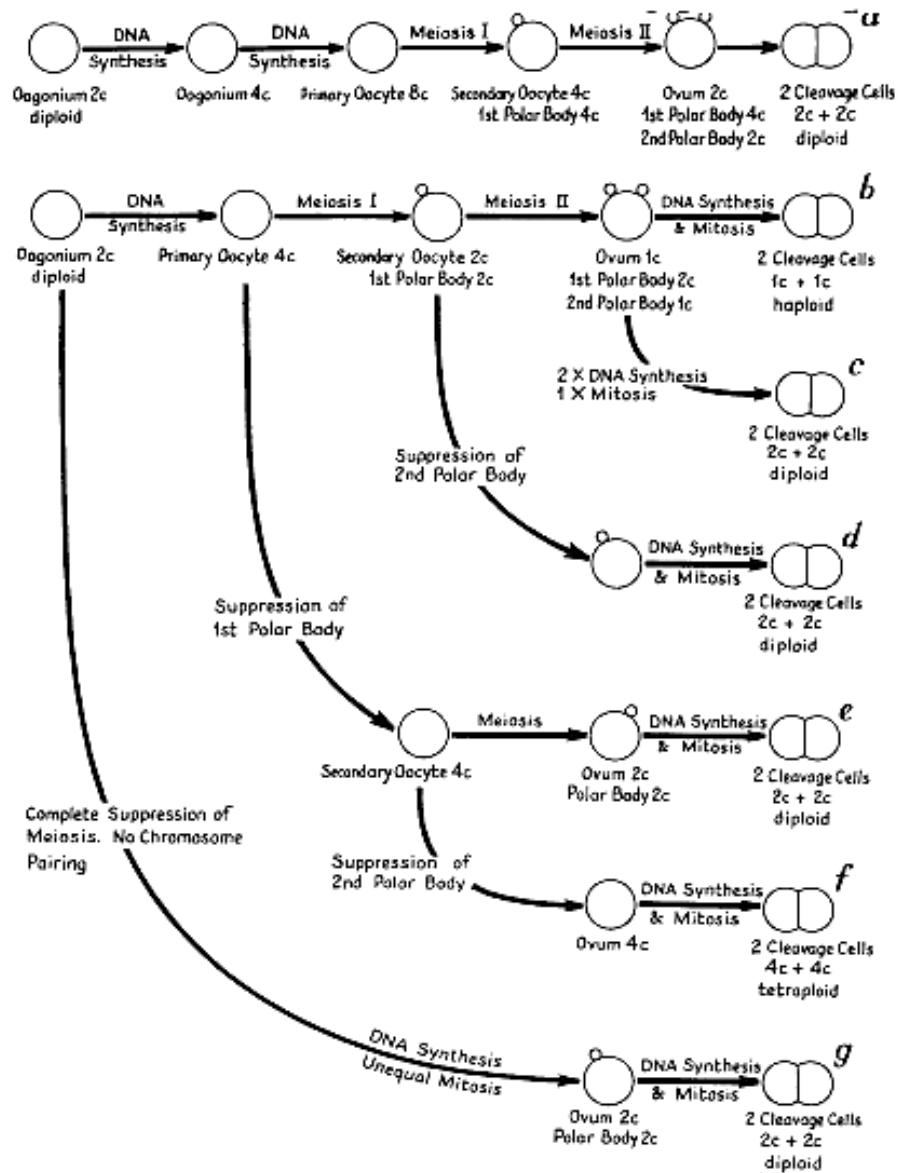 a
DNA
Synthesis
DNA
Synthesis
Meiosis I
Meiosis II
Oogonium 2c
diploid
Oogonium 4c
Primary Oocyte 8c
Secondary Oocyte 4c
1st Polar Body 4c
Ovum 2c
1st Polar Body 4c
2nd Polar Body 2c
2 Cleavage Cells
2c + 2c
diploid
b
DNA
Synthesis
Meiosis I
Meiosis II
DNA Synthesis
& Mitosis
Oogonium 2c
diploid
Primary Oocyte 4c
Secondary Oocyte 2c
1st Polar Body 2c
Ovum 1c
1st Polar Body 2c
2nd Polar Body 1c
2 Cleavage Cells
1c + 1c
haploid
c
2 X DNA Synthesis
1 X Mitosis
2 Cleavage Cells
2c + 2c
diploid
Suppression of
2nd Polar Body
d
DNA Synthesis
& Mitosis
2 Cleavage Cells
2c + 2c
diploid
Suppression of
1st Polar Body
e
Meiosis
DNA Synthesis
& Mitosis
Secondary Oocyte 4c
Ovum 2c
Polar Body 2c
2 Cleavage Cells
2c + 2c
diploid
Complete Suppression of
Meiosis. No Chromosome
Pairing
Suppression of
2nd Polar Body
f
DNA Synthesis
& Mitosis
Ovum 4c
2 Cleavage Cells
4c + 4c
tetraploid
g
DNA Synthesis
Unequal Mitosis
DNA Synthesis
& Mitosis
Ovum 2c
Polar Body 2c
2 Cleavage Cells
2c + 2c
diploid